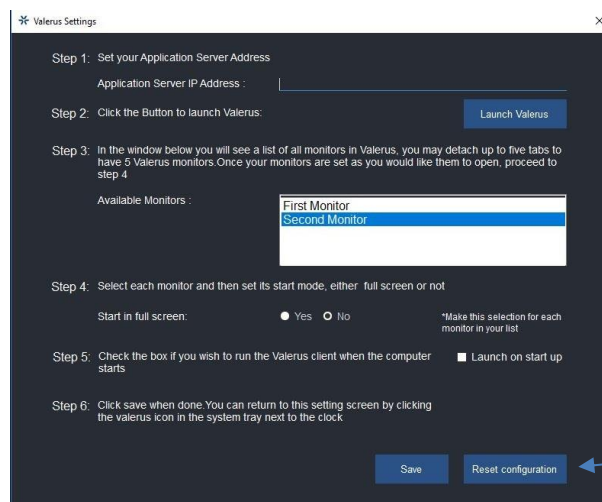 Valerus Settings
Step 1: Set your Application Server Address
Application Server IP Address :
Step 2: Click the Button to launch Valerus:
Launch Valerus
Step 3: In the window below you will see a list of all monitors in Valerus, you may detach up to five tabs to
have 5 Valerus monitors.Once your monitors are set as you would like them to open, proceed to
step 4
Available Monitors :
First Monitor
Second Monitor
Step 4: Select each monitor and then set its start mode, either full screen or not
Start in full screen:
Yes
No
*Make this selection for each
monitor in your list
Step 5: Check the box if you wish to run the Valerus client when the computer
starts
Launch on start up
Step 6: Click save when done.You can return to this setting screen by clicking
the valerus icon in the system tray next to the clock
Save
Reset configuration